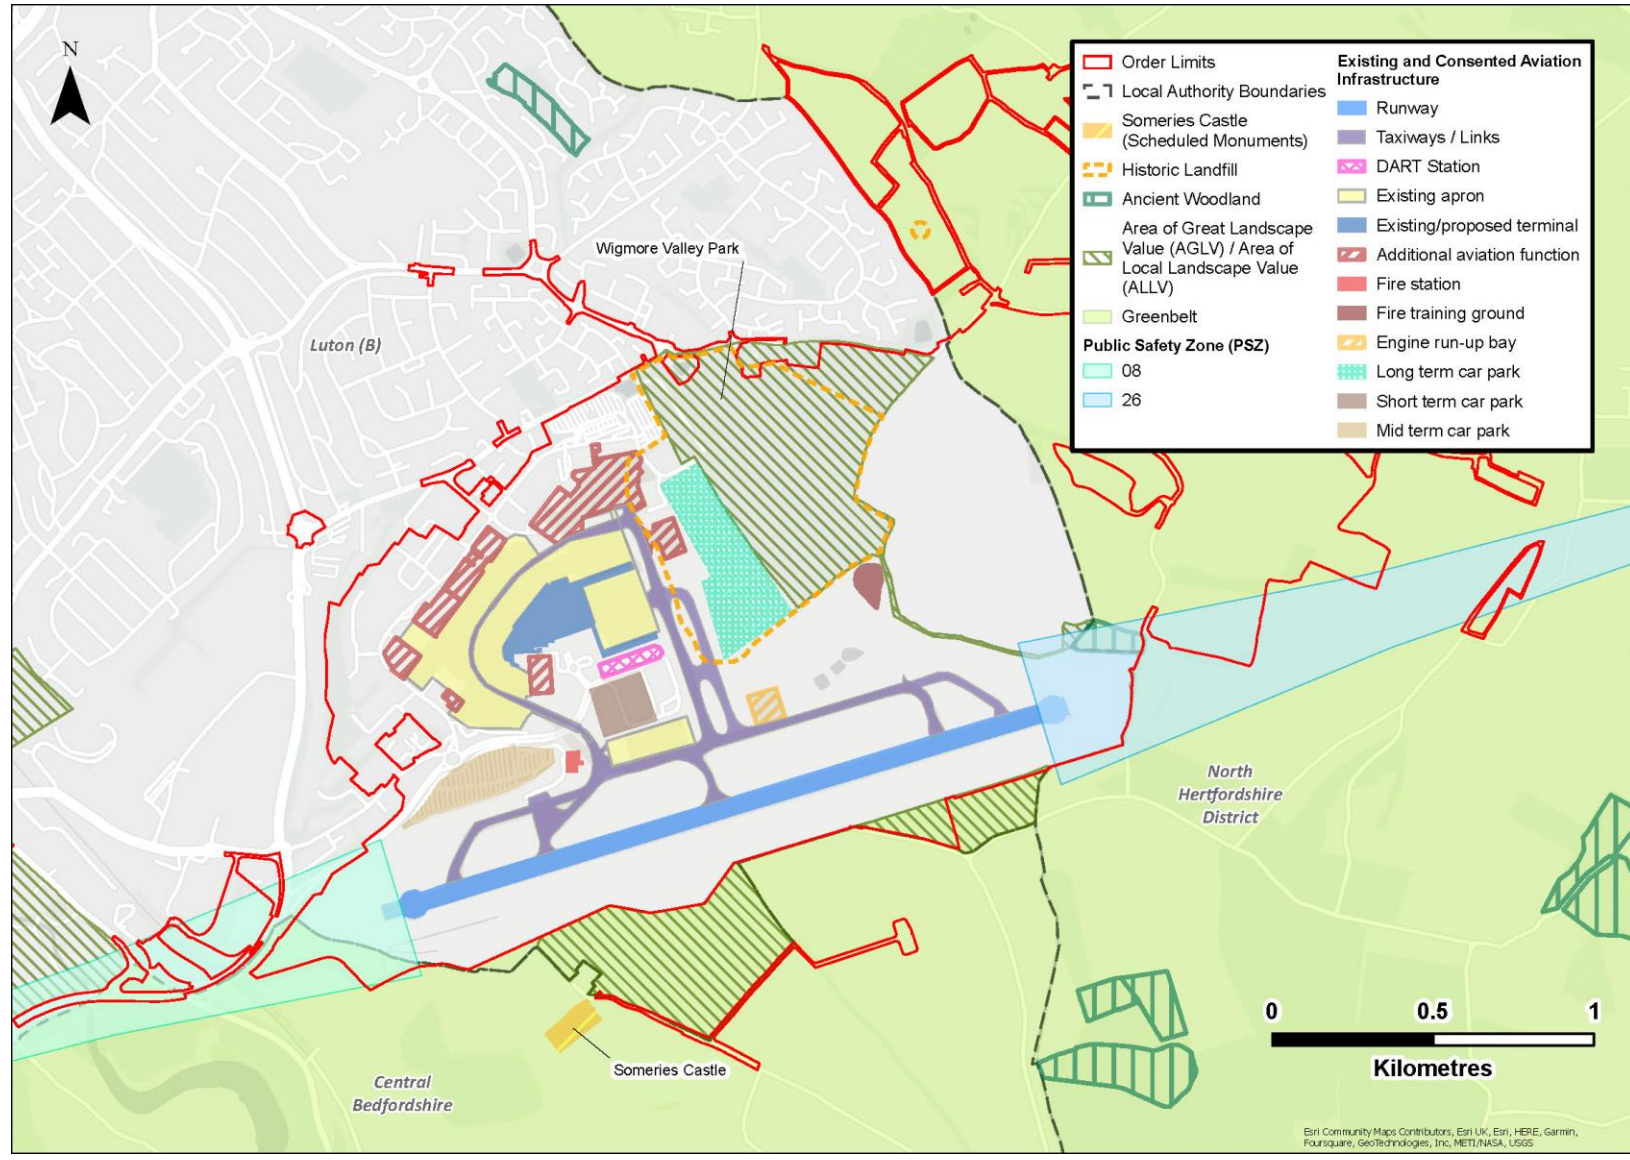 N
Wigmore Valley Park
Luton (B)
Order Limits
Local Authority Boundaries
Someries Castle
(Scheduled Monuments)
Historic Landfill
Ancient Woodland
Area of Great Landscape
Value (AGLV) / Area of
Local Landscape Value
(ALLV)
Greenbelt
Public Safety Zone (PSZ)
08
26
Existing and Consented Aviation
Infrastructure
Runway
Taxiways / Links
DART Station
Existing apron
Existing/proposed terminal
Additional aviation function
Fire station
Fire training ground
Engine run-up bay
Long term car park
Short term car park
Mid term car park
North
Hertfordshire
District
Someries Castle
Central
Bedfordshire
0 0.5 1
Kilometres
Esri Community Maps Contributors, Esri UK, Esri, HERE, Garmin,
Foursquare, GeoTechnologies, Inc, METI/NASA, USGS